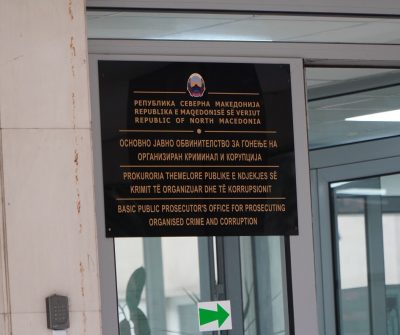 РЕПУБЛИКА СЕВЕРНА МАКЕДОНИЈА
REPUBLIKA E MAQEDONISË SË VERIUT
REPUBLIC OF NORTH MACEDONIA
ОСНОВНО ЈАВНО ОБВИНИТЕЛСТВО ЗА ГОНЕЊЕ НА
ОРГАНИЗИРАН КРИМИНАЛ И КОРУПЦИЈА
PROKURORIA THEMELORE PUBLIKE E NDJEKJES SË
KRIMIT TË ORGANIZUAR DHE TË KORRUPSIONIT
BASIC PUBLIC PROSECUTOR'S OFFICE FOR PROSECUTING
ORGANISED CRIME AND CORRUPTION